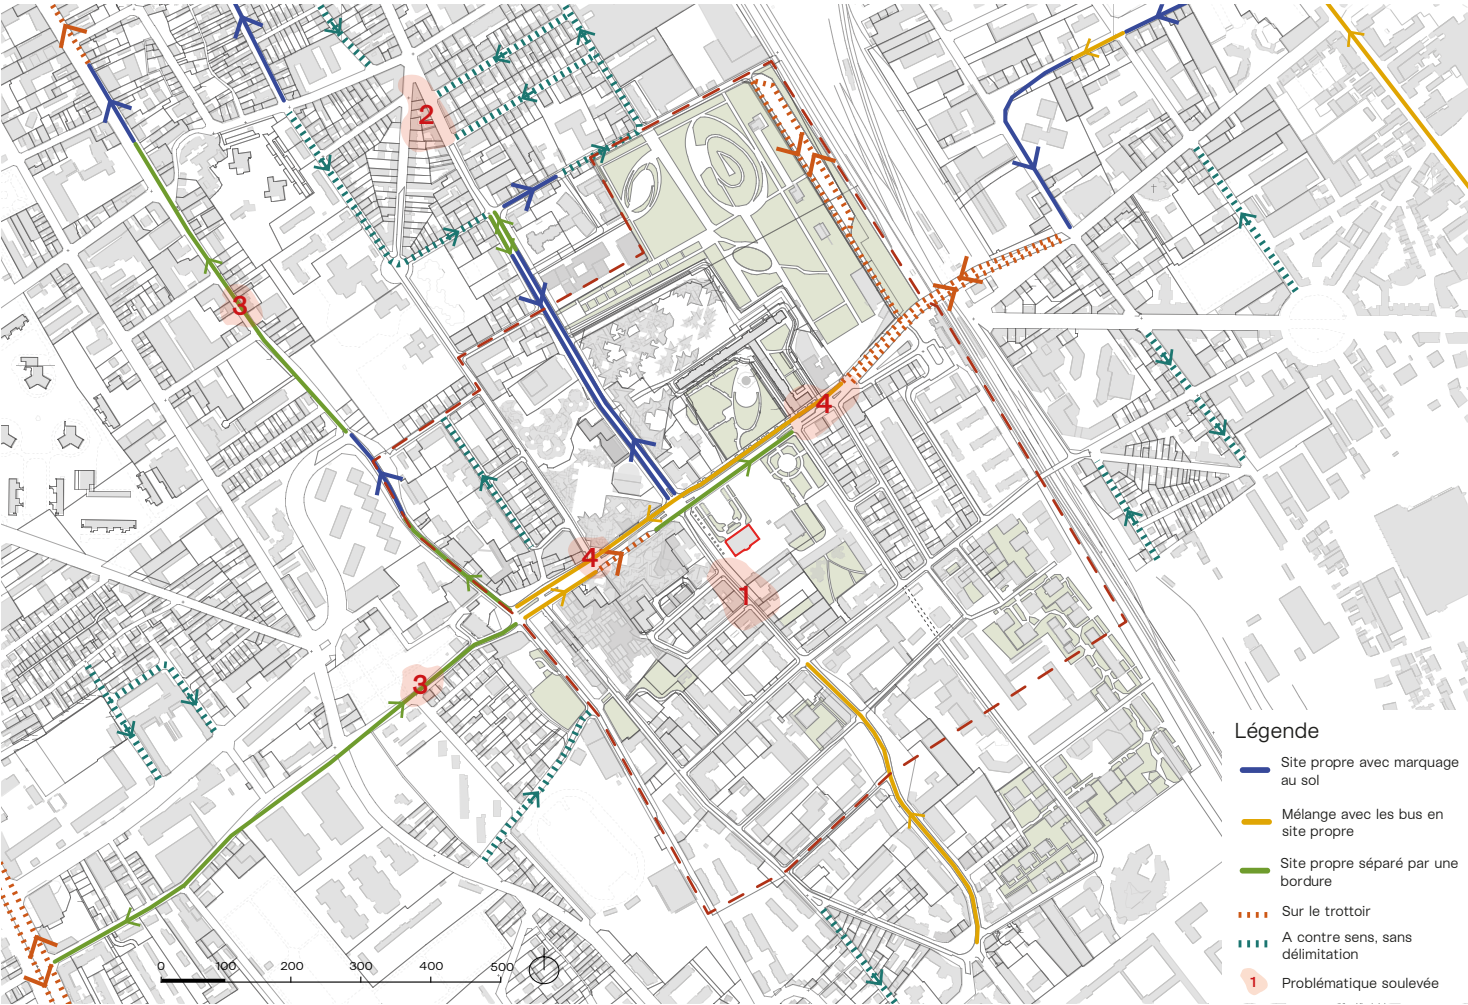 2
3
4
4
1
3
0 100 200 300 400 500
Légende
Site propre avec marquage
au sol
Mélange avec les bus en
site propre
Site propre séparé par une
bordure
Sur le trottoir
A contre sens, sans
délimitation
1 Problématique soulevée